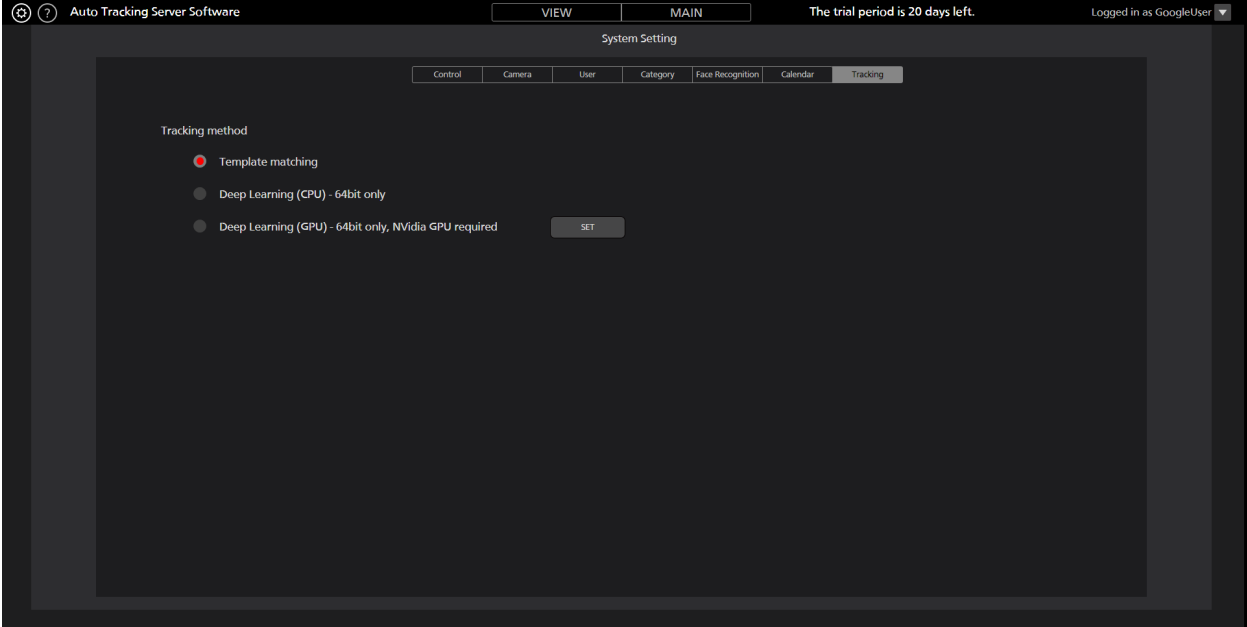 ? Auto Tracking Server Software VIEW MAIN The trial period is 20 days left. Logged in as GoogleUser
System Setting
Control Camera User Category Face Recognition Calendar Tracking
Tracking method
Template matching
Deep Learning (CPU) - 64bit only
Deep Learning (GPU) - 64bit only, NVidia GPU required SET